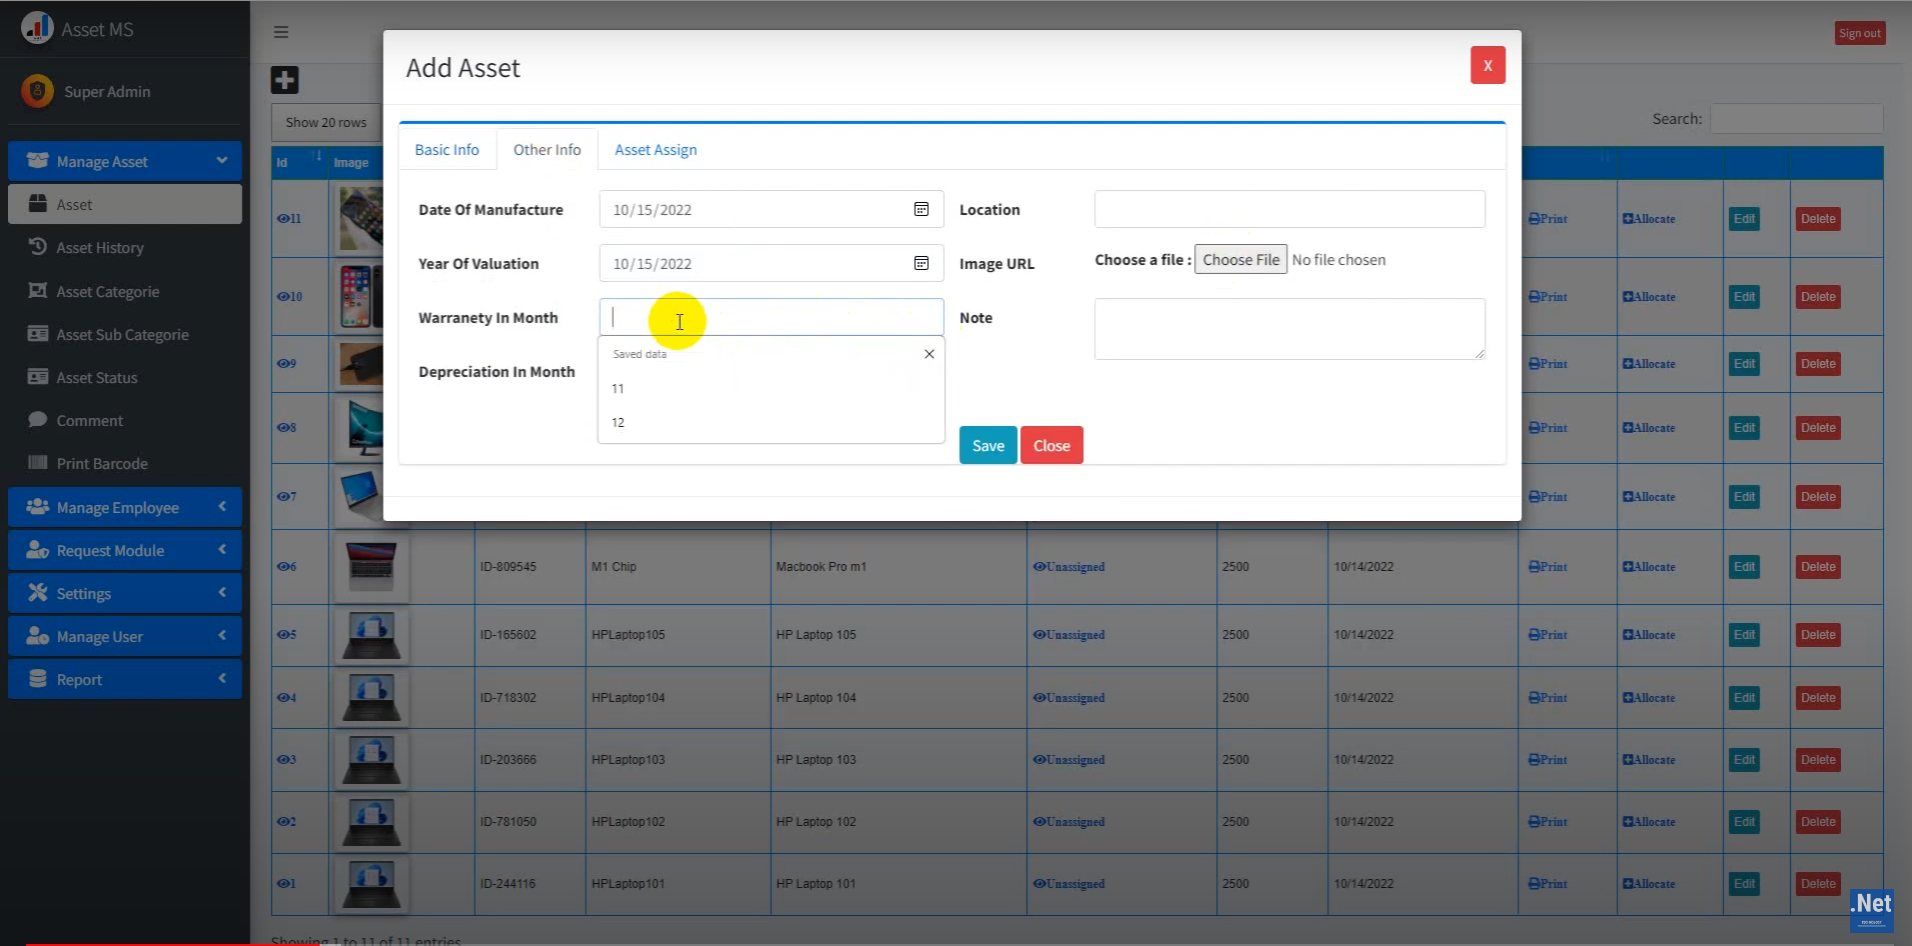 Asset MS
Sign out
Super Admin
Show 20 rows
Search:
Manage Asset
Asset
Asset History
Asset Categorie
Asset Sub Categorie
Asset Status
Comment
Print Barcode
Manage Employee
Request Module
Settings
Manage User
Report
Add Asset
X
Basic Info
Other Info
Asset Assign
Date Of Manufacture
10/15/2022
Location
Year Of Valuation
10/15/2022
Image URL
Choose a file :
Choose File
No file chosen
Warranety In Month
Note
Saved data
11
12
Depreciation In Month
Save
Close
Id Image
11 Print Allocate Edit Delete
10 Print Allocate Edit Delete
9 Print Allocate Edit Delete
8 Print Allocate Edit Delete
7 Print Allocate Edit Delete
6 ID-809545 M1 Chip Macbook Pro m1 Unassigned 2500 10/14/2022 Print Allocate Edit Delete
5 ID-165602 HPLaptop105 HP Laptop 105 Unassigned 2500 10/14/2022 Print Allocate Edit Delete
4 ID-718302 HPLaptop104 HP Laptop 104 Unassigned 2500 10/14/2022 Print Allocate Edit Delete
3 ID-203666 HPLaptop103 HP Laptop 103 Unassigned 2500 10/14/2022 Print Allocate Edit Delete
2 ID-781050 HPLaptop102 HP Laptop 102 Unassigned 2500 10/14/2022 Print Allocate Edit Delete
1 ID-244116 HPLaptop101 HP Laptop 101 Unassigned 2500 10/14/2022 Print Allocate Edit Delete
Showing 1 to 11 of 11 entries
.Net